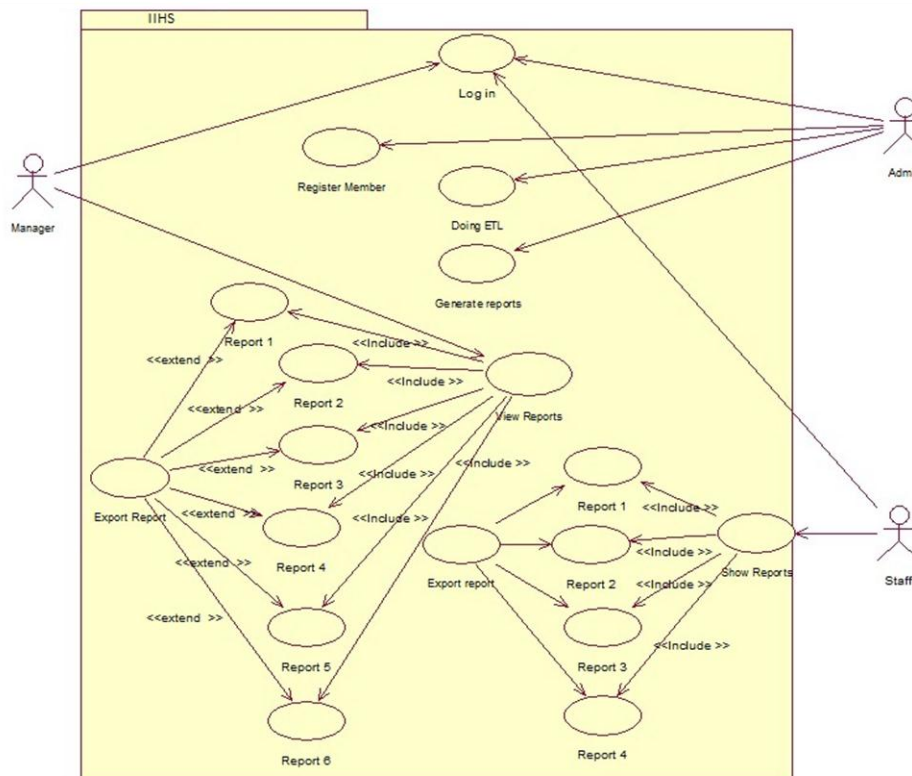 IIHS
Log in
Register Member
Manager
Doing ETL
Generate reports
Report 1
<<extend >>
<<Include >>
Report 2
<<extend >>
<<Include >>
View Reports
Report 3
<<extend >>
<<Include >>
Export Report
<<extend >>
<<Include >>
<<Include >>
Report 4
<<Include >>
<<extend >>
Report 5
<<extend >>
Report 6
Report 1
<<Include >>
Export report
Report 2
<<Include >>
Show Reports
Staff
<<Include >>
Report 3
<<Include >>
Report 4